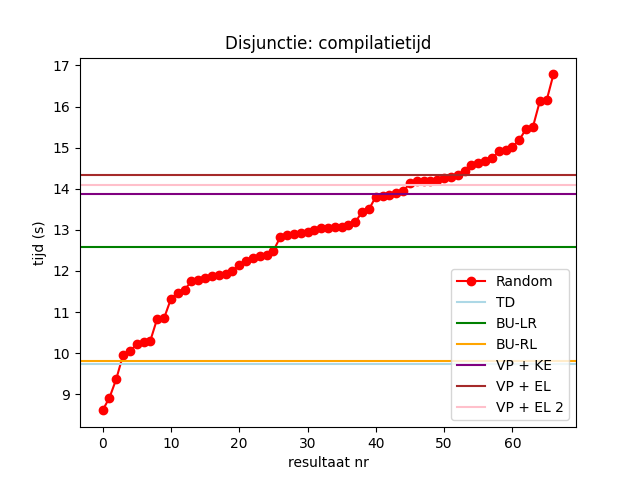 Disjunctie: compilatietijd
tijd (s)
17
16
15
14
13
12
11
10
9
0
10
20
30
40
50
60
resultaat nr
Random
TD
BU-LR
BU-RL
VP + KE
VP + EL
VP + EL 2